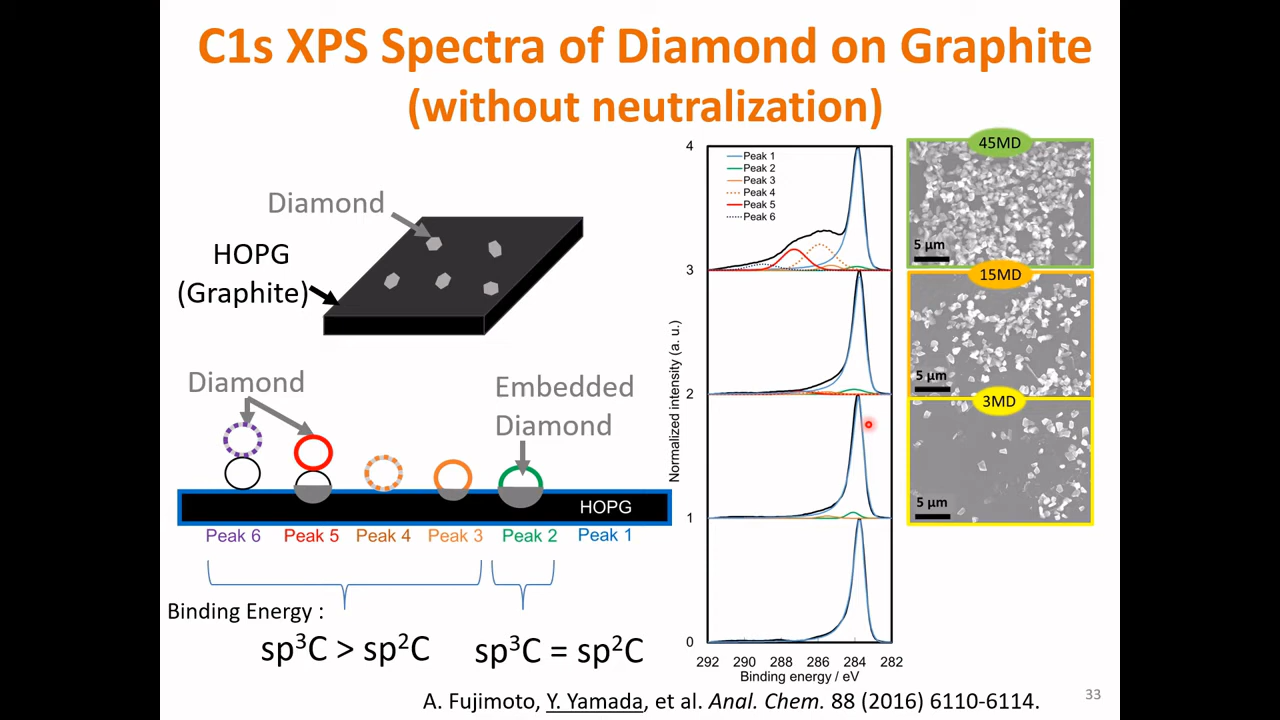 C1s XPS Spectra of Diamond on Graphite
(without neutralization)
Diamond
HOPG
(Graphite)
Diamond
Embedded
Diamond
HOPG
Peak 6
Peak 5
Peak 4
Peak 3
Peak 2
Peak 1
Binding Energy :
sp³C > sp²C
sp³C = sp²C
Normalized intensity (a. u.)
4
3
2
1
0
Peak 1
Peak 2
Peak 3
Peak 4
Peak 5
Peak 6
292 290 288 286 284 282
Binding energy / eV
45MD
5 µm
15MD
5 µm
3MD
5 µm
A. Fujimoto, Y. Yamada, et al. Anal. Chem. 88 (2016) 6110-6114.
33